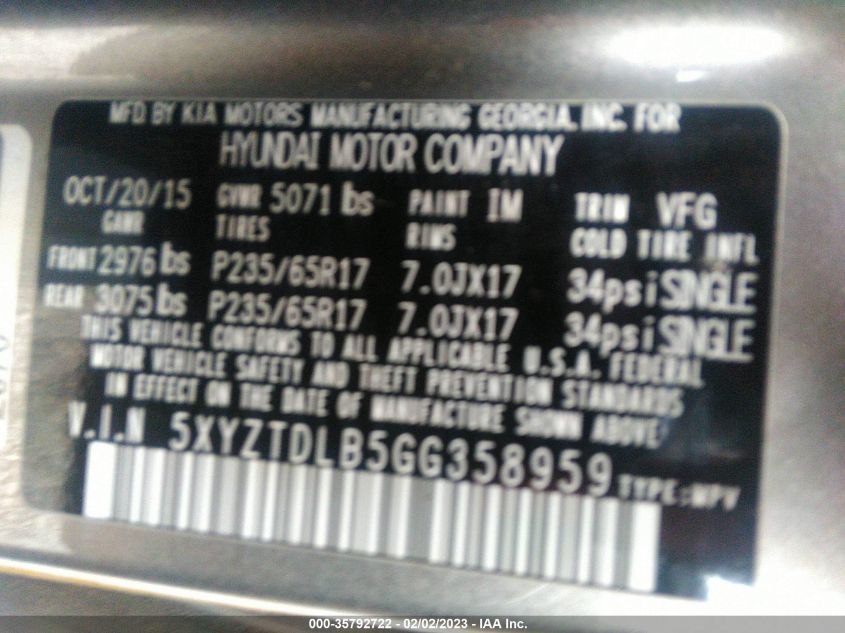 MFD. BY KIA MOTORS MANUFACTURING GEORGIA, INC. FOR
HYUNDAI MOTOR COMPANY
OCT/20/15 GVWR 5071 lbs PAINT IM TRIM VFG
GAWR TIRES RIMS COLD TIRE INFL
FRONT 2976 lbs P235/65R17 7.0JX17 34psi SINGLE
REAR 3075 lbs P235/65R17 7.0JX17 34psi SINGLE
THIS VEHICLE CONFORMS TO ALL APPLICABLE U.S.A. FEDERAL
MOTOR VEHICLE SAFETY AND THEFT PREVENTION STANDARDS
IN EFFECT ON THE DATE OF MANUFACTURE SHOWN ABOVE
V.I.N 5XYZTDLB5GG358959 TYPE:MPV
000-35792722 - 02/02/2023 - IAA Inc.